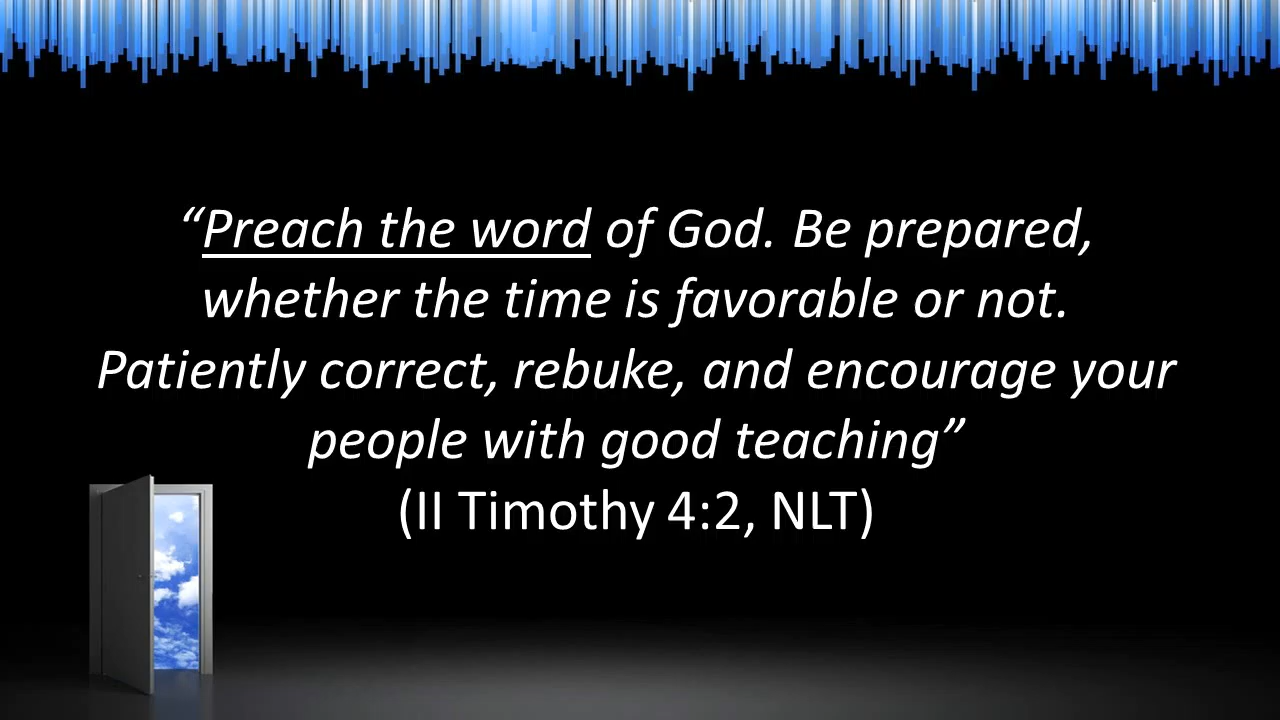 “Preach the word of God. Be prepared,
whether the time is favorable or not.
Patiently correct, rebuke, and encourage your
people with good teaching”
(II Timothy 4:2, NLT)